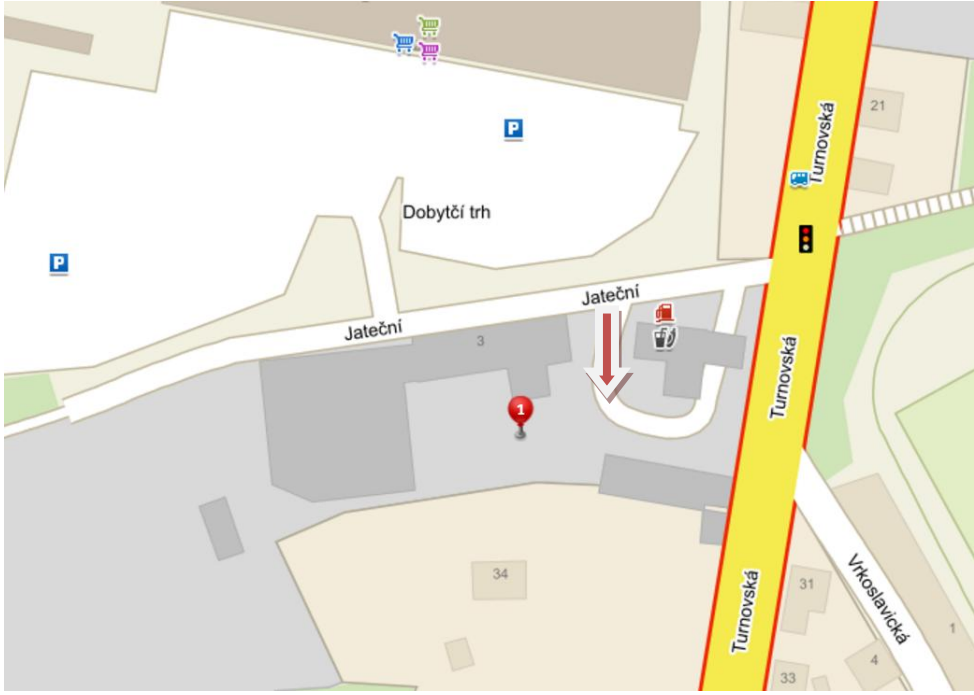 P
Turnovská
21
Dobytčí trh
P
Jateční
Jateční
3
Turnovská
1
34
31
Vrkoslavická
Turnovská
1
4
33